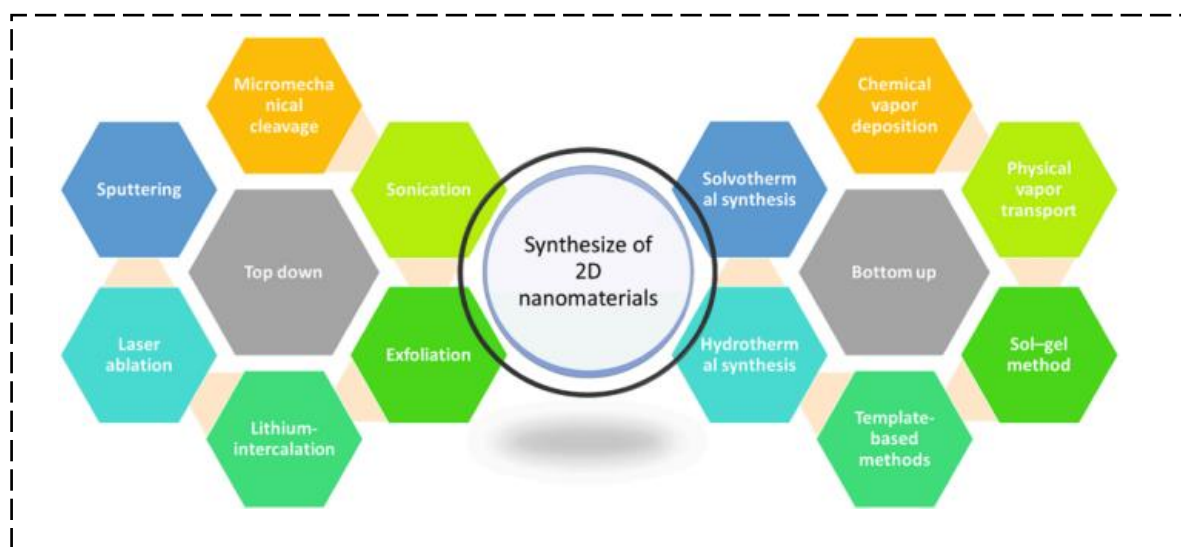 Micromecha
nical
cleavage
Sputtering
Sonication
Top down
Laser
ablation
Exfoliation
Lithium-
intercalation
Synthesize of
2D
nanomaterials
Chemical
vapor
deposition
Solvotherm
al synthesis
Physical
vapor
transport
Bottom up
Hydrotherm
al synthesis
Sol–gel
method
Template-
based
methods